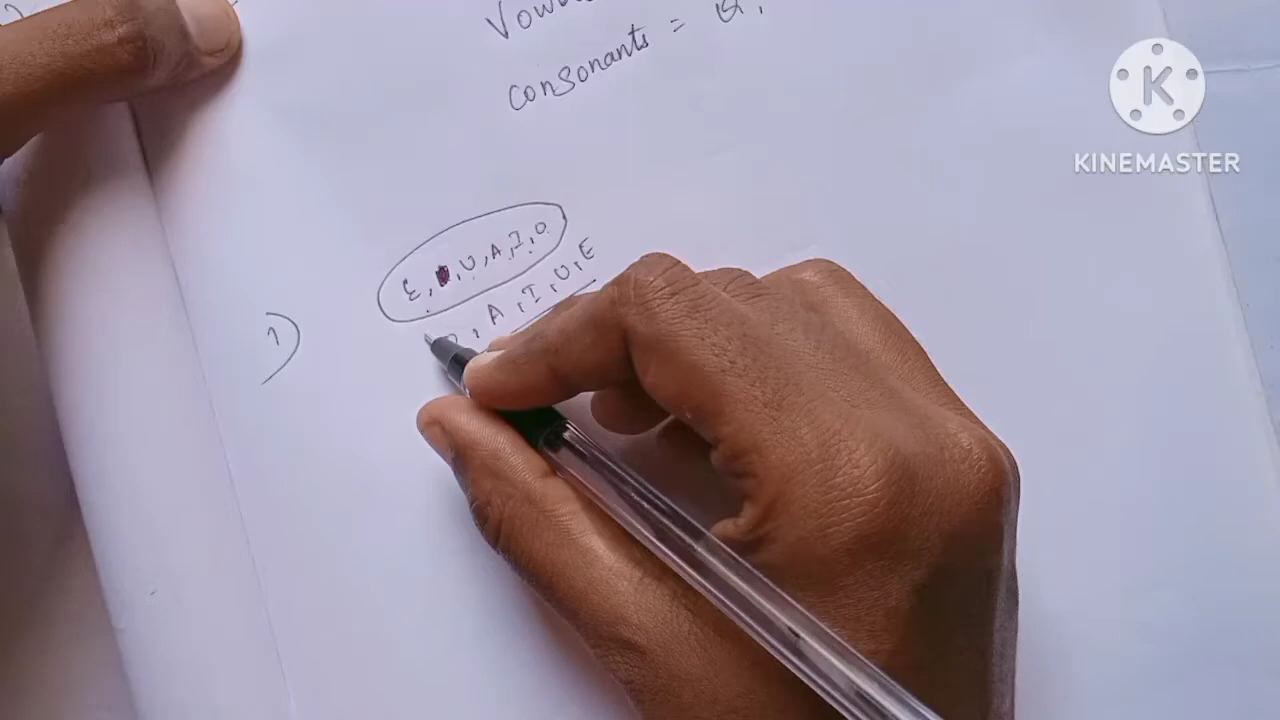 consonants =
K
KINEMASTER
E, U, A, I, O
1)
, A, I, U, E